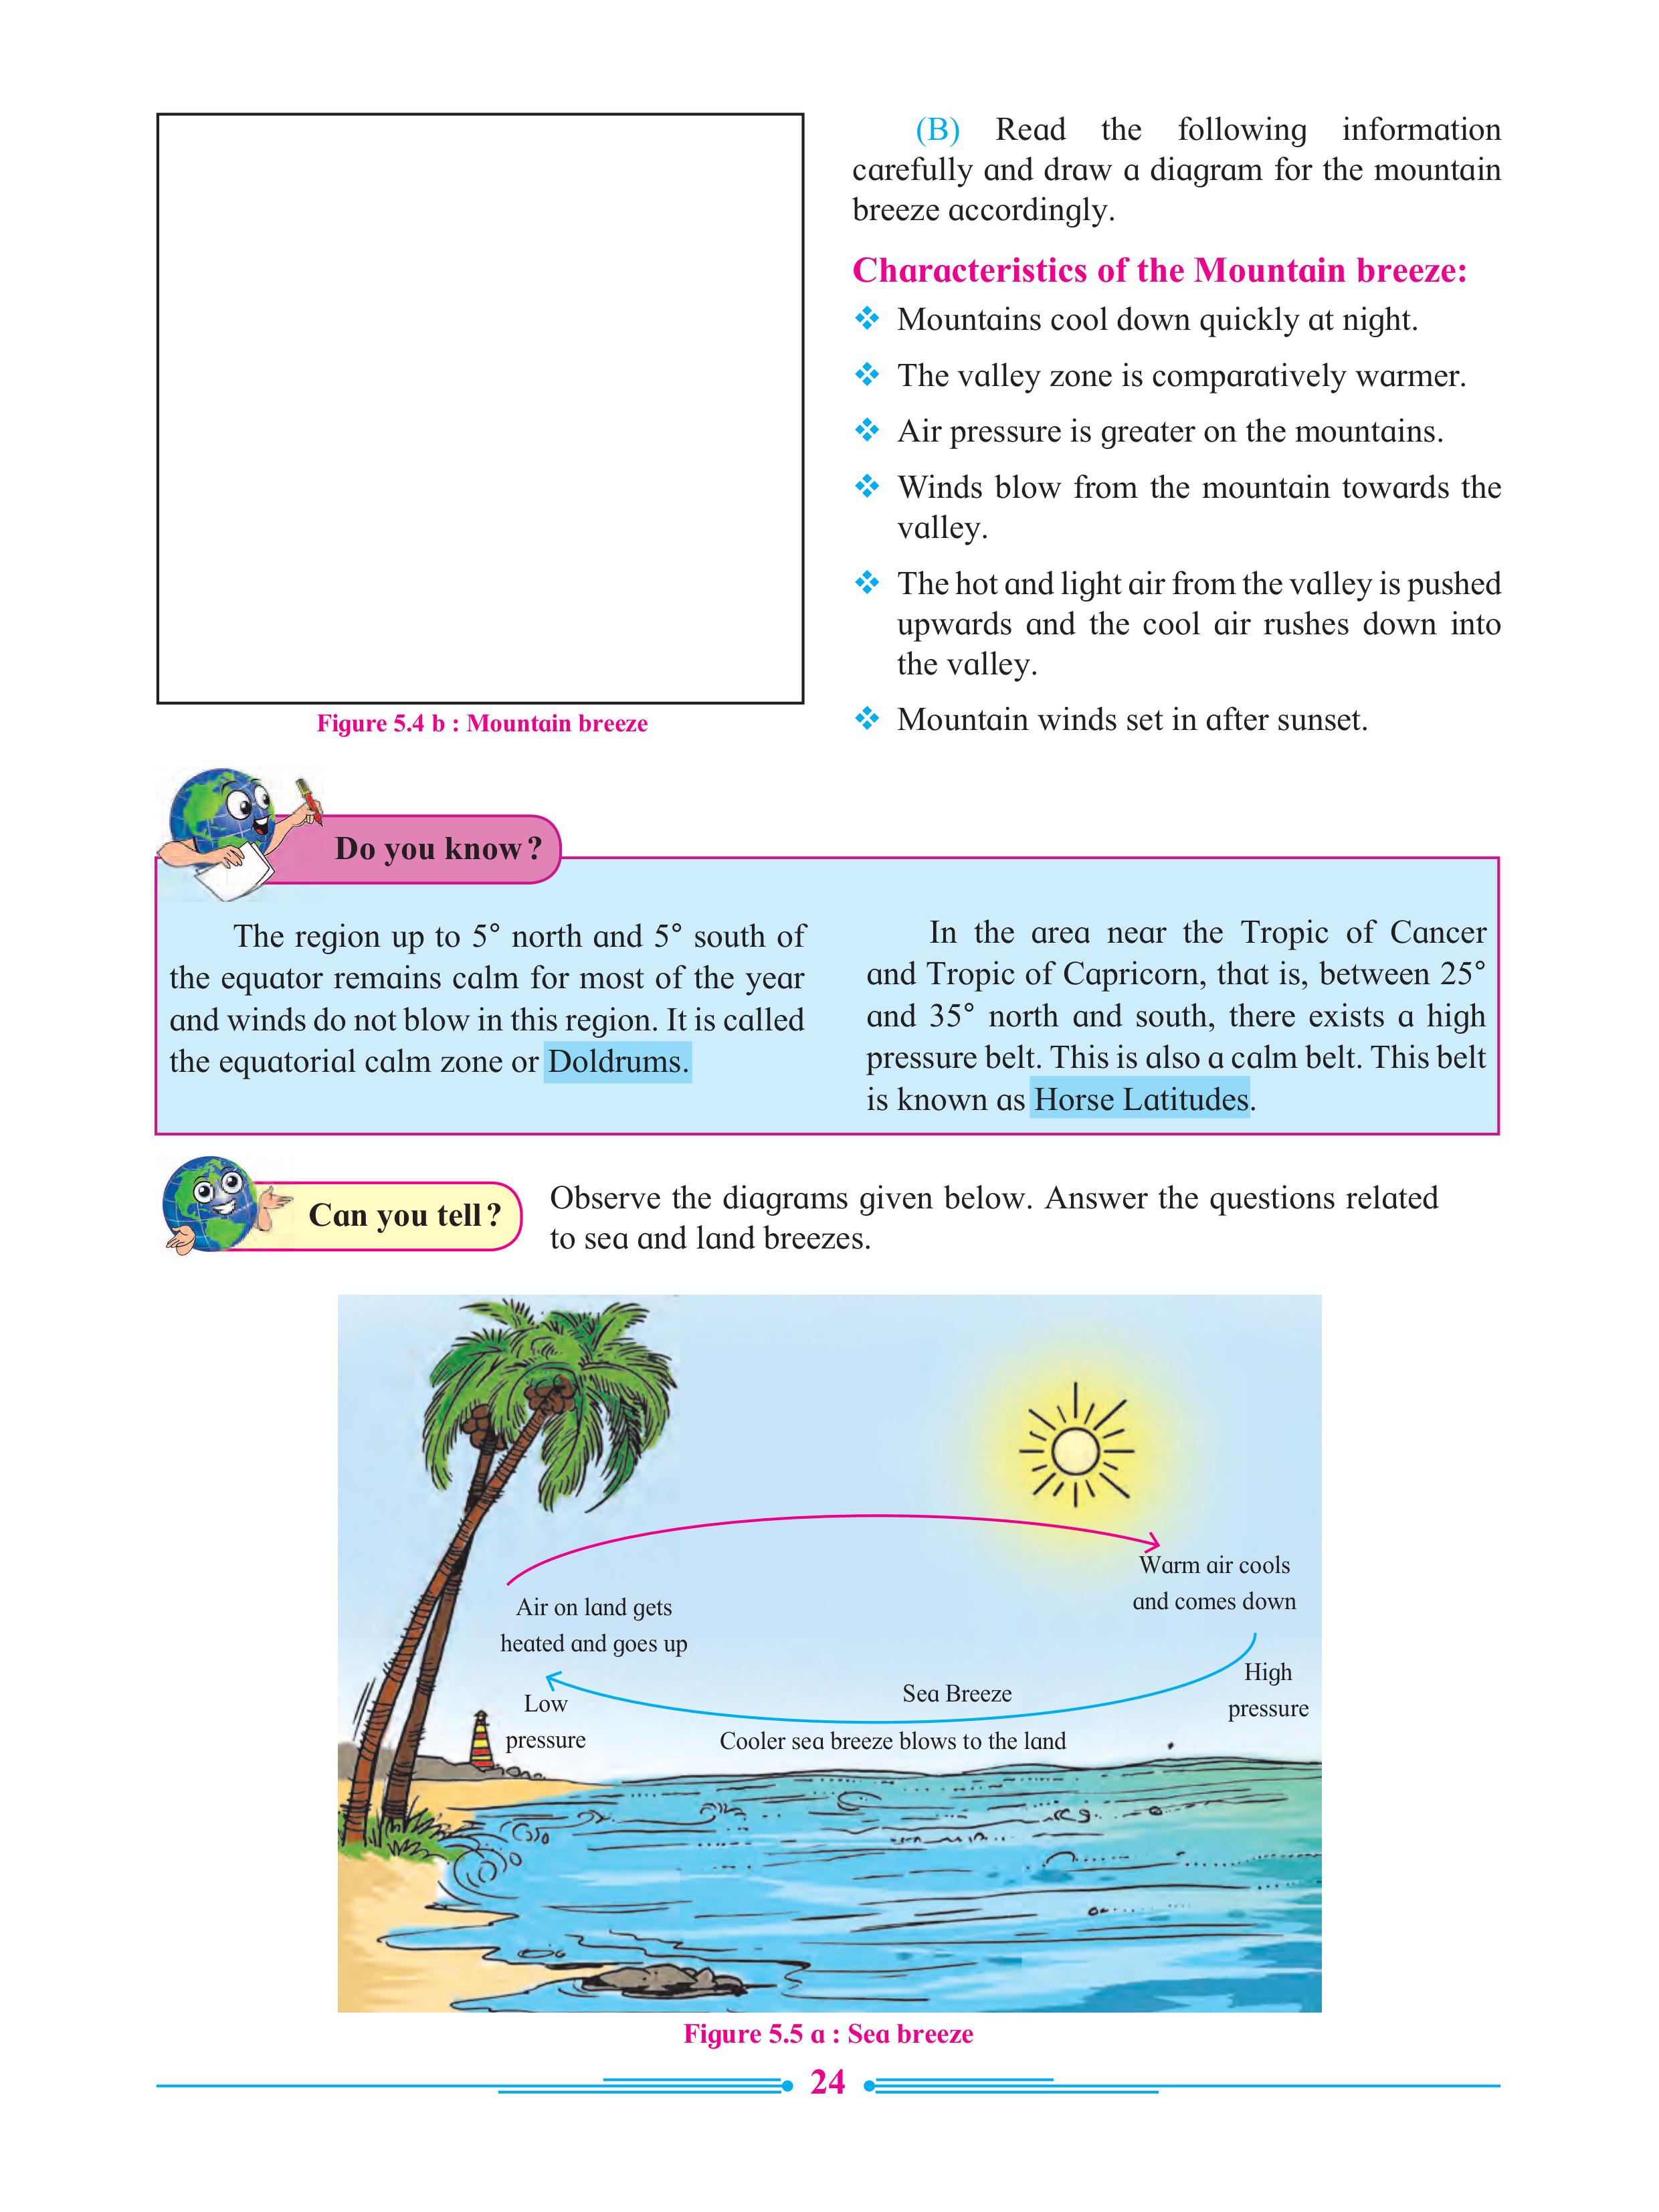 (B) Read the following information
carefully and draw a diagram for the mountain
breeze accordingly.
Characteristics of the Mountain breeze:
❖ Mountains cool down quickly at night.
❖ The valley zone is comparatively warmer.
❖ Air pressure is greater on the mountains.
❖ Winds blow from the mountain towards the
valley.
❖ The hot and light air from the valley is pushed
upwards and the cool air rushes down into
the valley.
❖ Mountain winds set in after sunset.
Figure 5.4 b : Mountain breeze
Do you know ?
The region up to 5° north and 5° south of
the equator remains calm for most of the year
and winds do not blow in this region. It is called
the equatorial calm zone or Doldrums.
In the area near the Tropic of Cancer
and Tropic of Capricorn, that is, between 25°
and 35° north and south, there exists a high
pressure belt. This is also a calm belt. This belt
is known as Horse Latitudes.
Can you tell ?
Observe the diagrams given below. Answer the questions related
to sea and land breezes.
Warm air cools
and comes down
Air on land gets
heated and goes up
High
pressure
Sea Breeze
Low
pressure
Cooler sea breeze blows to the land
Figure 5.5 a : Sea breeze
24